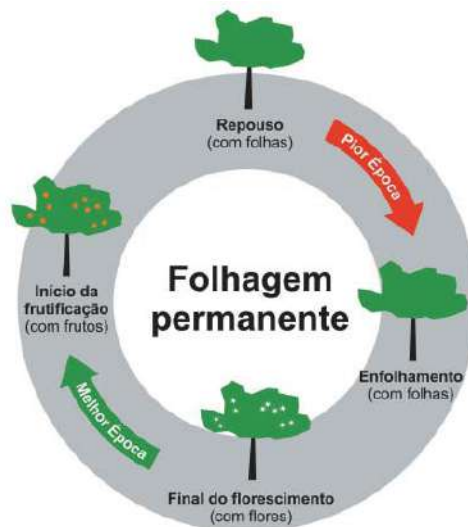 Repouso
(com folhas)
Pior Época
Folhagem
permanente
Enfolhamento
(com folhas)
Final do florescimento
(com flores)
Melhor Época
Início da
frutificação
(com frutos)